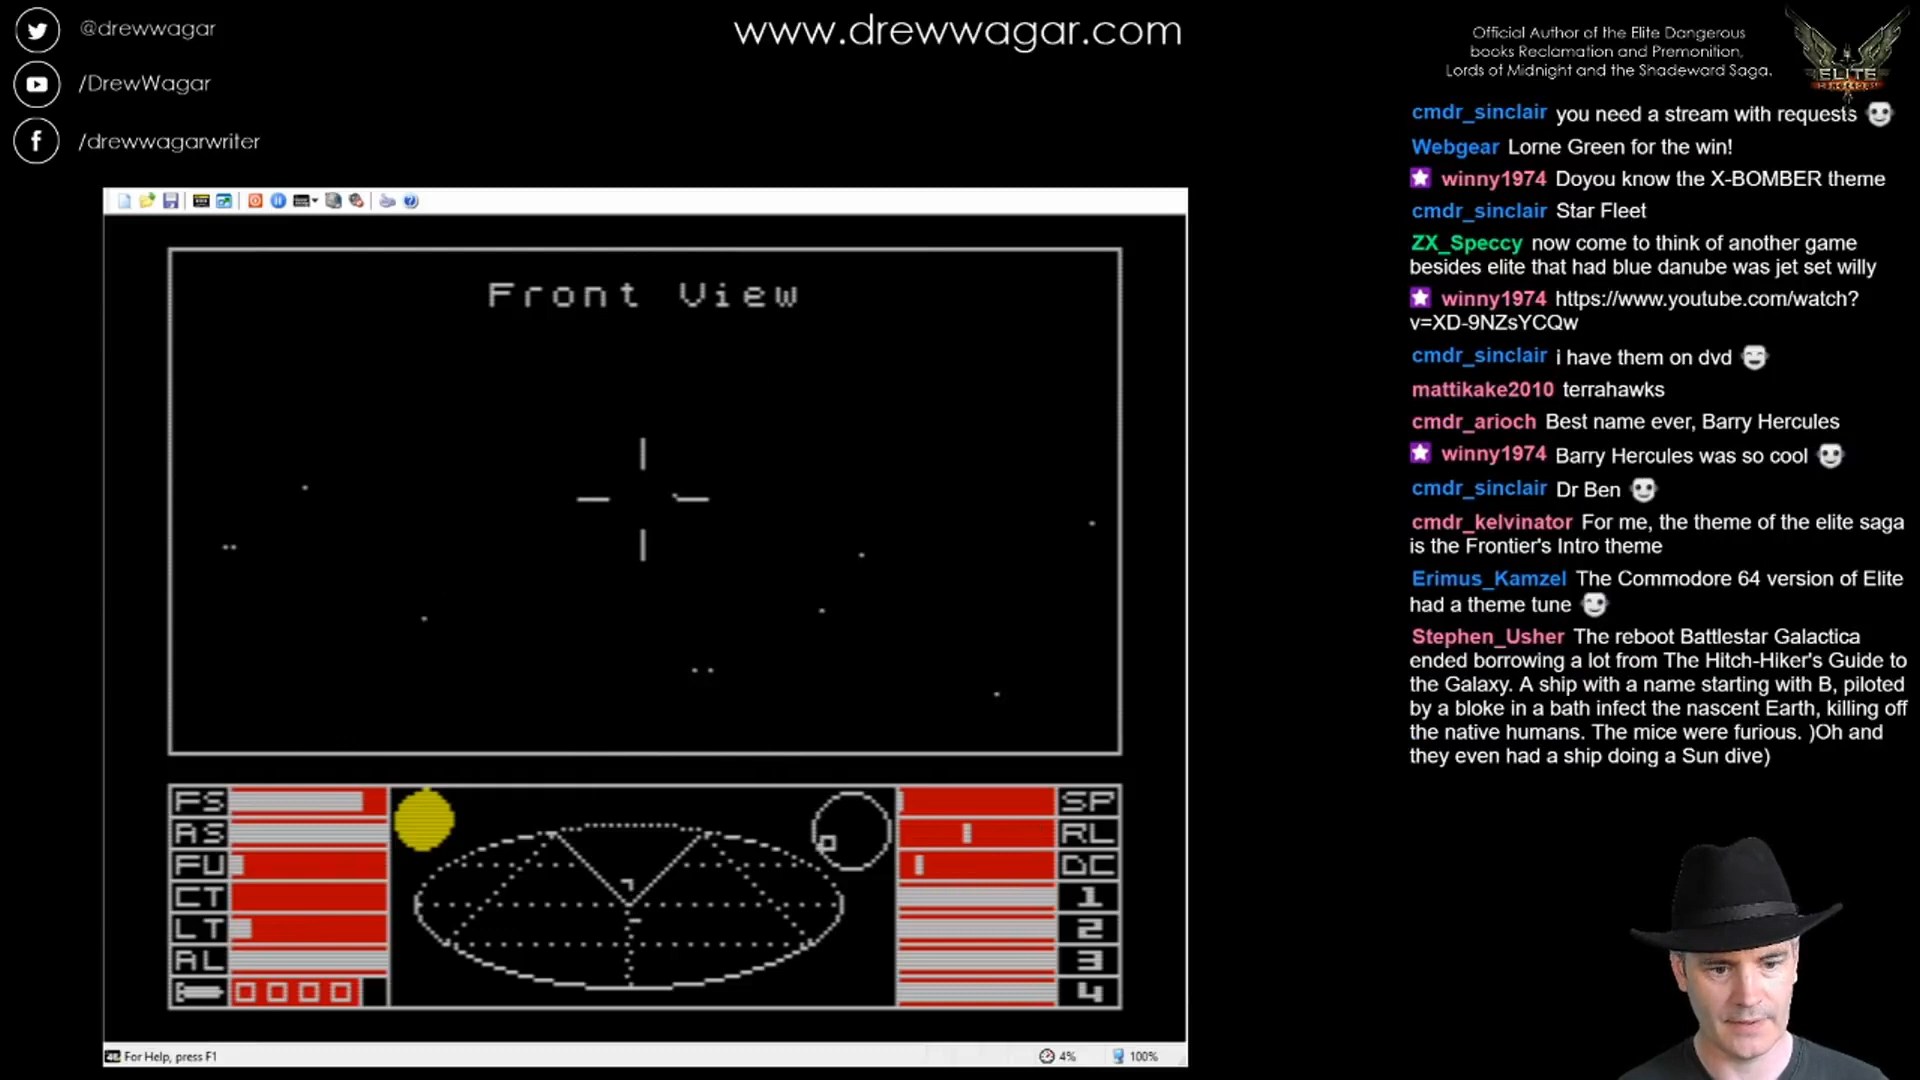 @drewwagar
/DrewWagar
/drewwagarwriter
www.drewwagar.com
Official Author of the Elite Dangerous
books Reclamation and Premonition,
Lords of Midnight and the Shadeward Saga.
ELITE
DANGEROUS
Front View
FS
AS
FU
CT
LT
AL
SP
RL
DC
1
2
3
4
For Help, press F1
4%
100%
cmdr_sinclair you need a stream with requests
Webgear Lorne Green for the win!
winny1974 Doyou know the X-BOMBER theme
cmdr_sinclair Star Fleet
ZX_Speccy now come to think of another game
besides elite that had blue danube was jet set willy
winny1974 https://www.youtube.com/watch?
v=XD-9NZsYCQw
cmdr_sinclair i have them on dvd
mattikake2010 terrahawks
cmdr_arioch Best name ever, Barry Hercules
winny1974 Barry Hercules was so cool
cmdr_sinclair Dr Ben
cmdr_kelvinator For me, the theme of the elite saga
is the Frontier's Intro theme
Erimus_Kamzel The Commodore 64 version of Elite
had a theme tune
Stephen_Usher The reboot Battlestar Galactica
ended borrowing a lot from The Hitch-Hiker's Guide to
the Galaxy. A ship with a name starting with B, piloted
by a bloke in a bath infect the nascent Earth, killing off
the native humans. The mice were furious. )Oh and
they even had a ship doing a Sun dive)